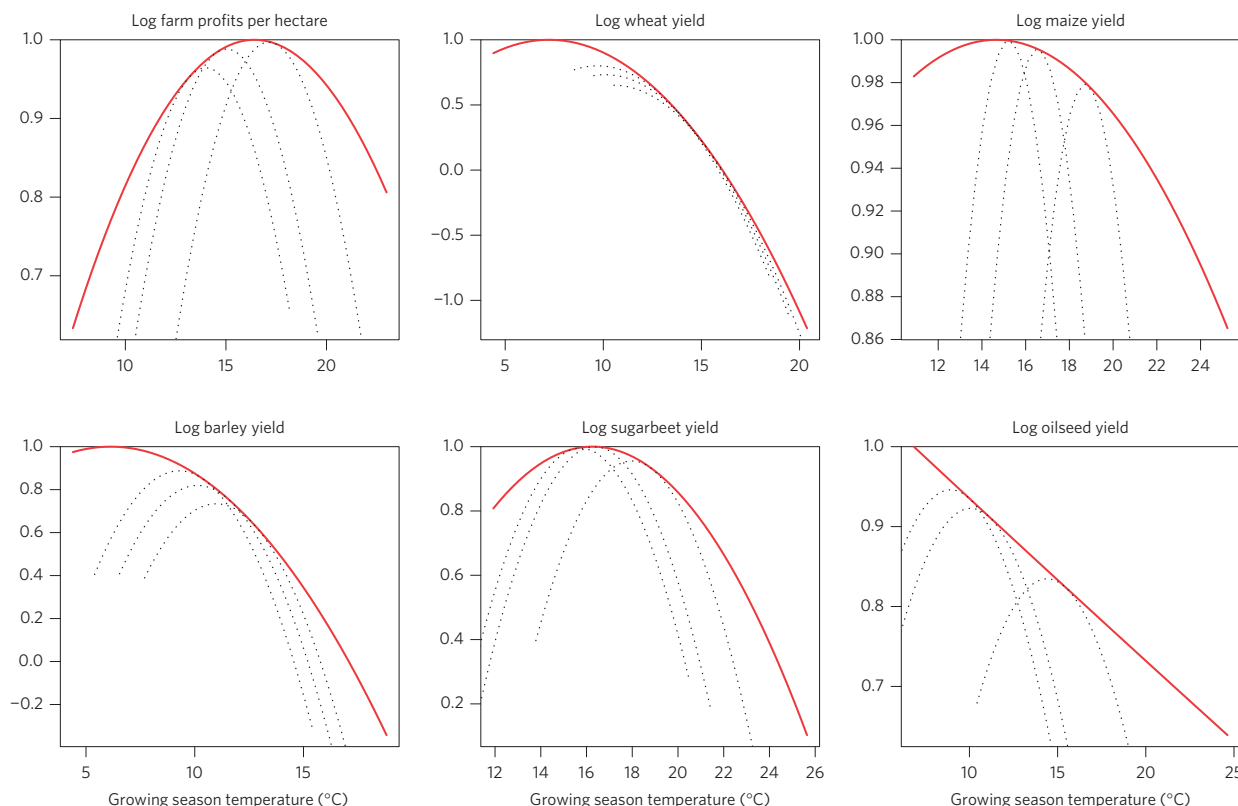 Log farm profits per hectare
1.0
0.9
0.8
0.7
10 15 20
Log wheat yield
1.0
0.5
0.0
−0.5
−1.0
5 10 15 20
Log maize yield
1.00
0.98
0.96
0.94
0.92
0.90
0.88
0.86
12 14 16 18 20 22 24
Log barley yield
1.0
0.8
0.6
0.4
0.2
0.0
−0.2
5 10 15
Growing season temperature (°C)
Log sugarbeet yield
1.0
0.8
0.6
0.4
0.2
12 14 16 18 20 22 24 26
Growing season temperature (°C)
Log oilseed yield
1.0
0.9
0.8
0.7
10 15 20 25
Growing season temperature (°C)